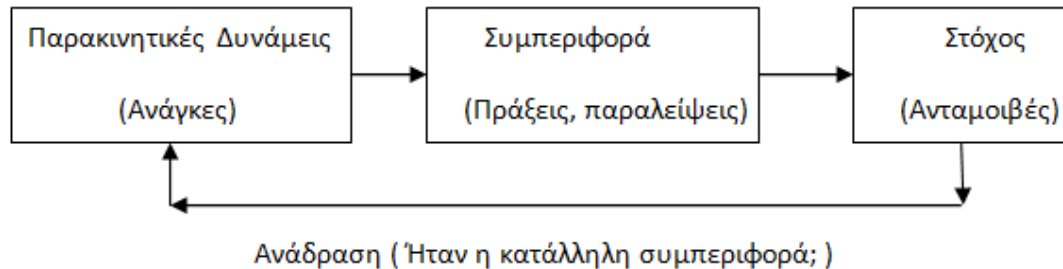 Παρακινητικές Δυνάμεις
(Ανάγκες)
Συμπεριφορά
(Πράξεις, παραλείψεις)
Στόχος
(Ανταμοιβές)
Ανάδραση ( Ήταν η κατάλληλη συμπεριφορά; )